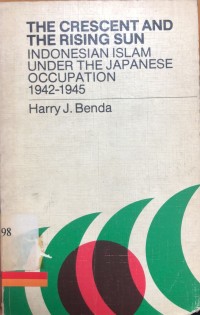 THE CRESCENT AND
THE RISING SUN
INDONESIAN ISLAM
UNDER THE JAPANESE
OCCUPATION
1942-1945
Harry J. Benda
98